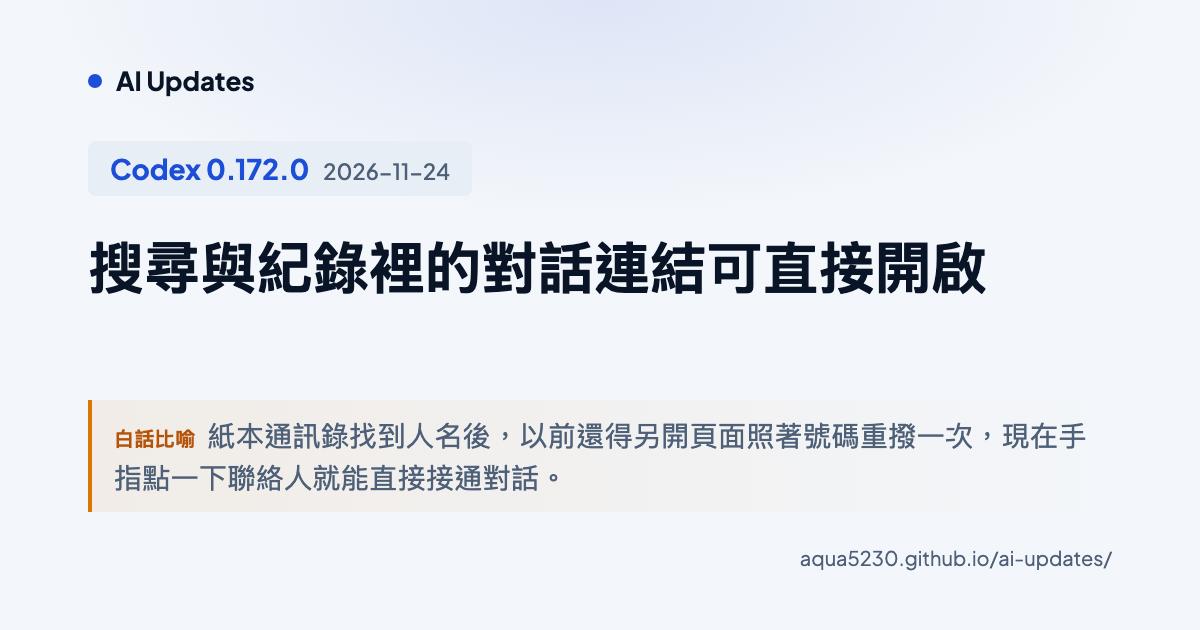 AI Updates
Codex 0.172.0 2026-11-24
搜尋與紀錄裡的對話連結可直接開啟
白話比喻 紙本通訊錄找到人名後，以前還得另開頁面照著號碼重撥一次，現在手
指點一下聯絡人就能直接接通對話。
aqua5230.github.io/ai-updates/